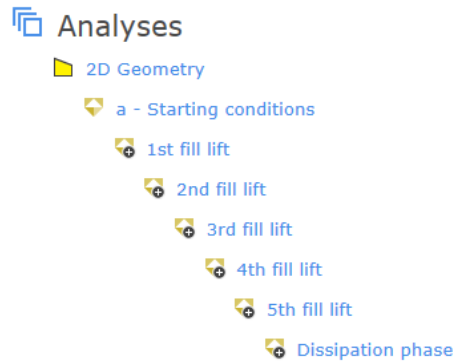 Analyses
2D Geometry
a - Starting conditions
1st fill lift
2nd fill lift
3rd fill lift
4th fill lift
5th fill lift
Dissipation phase